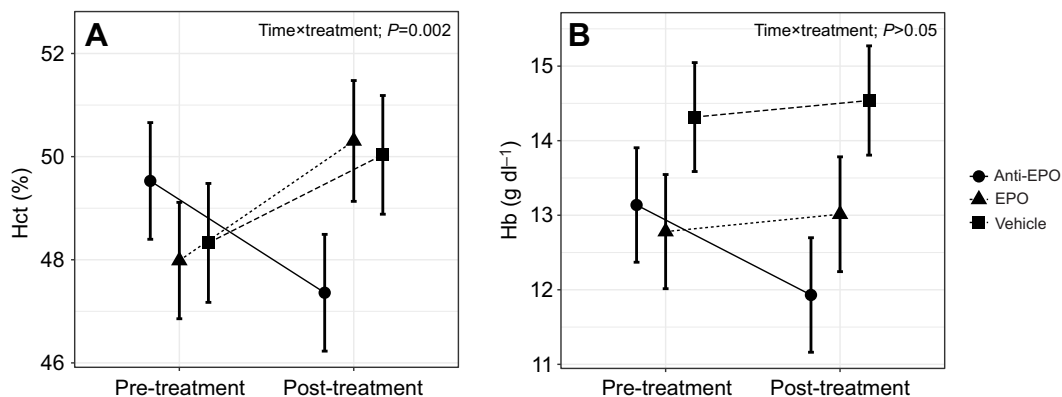 A
Time×treatment; P=0.002
Hct (%)
52
50
48
46
Pre-treatment
Post-treatment
B
Time×treatment; P>0.05
Hb (g dl−1)
15
14
13
12
11
Pre-treatment
Post-treatment
Anti-EPO
EPO
Vehicle